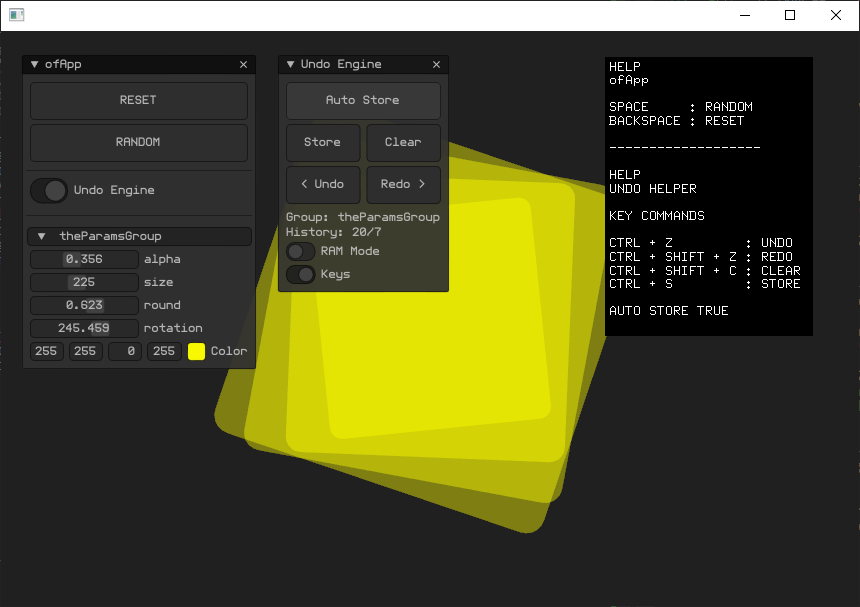 ofApp
RESET
RANDOM
Undo Engine
theParamsGroup
0.356 alpha
225 size
0.623 round
245.459 rotation
255 255 0 255 Color
Undo Engine
Auto Store
Store Clear
< Undo Redo >
Group: theParamsGroup
History: 20/7
RAM Mode
Keys
HELP
ofApp
SPACE : RANDOM
BACKSPACE : RESET
-------------------
HELP
UNDO HELPER
KEY COMMANDS
CTRL + Z : UNDO
CTRL + SHIFT + Z : REDO
CTRL + SHIFT + C : CLEAR
CTRL + S : STORE
AUTO STORE TRUE